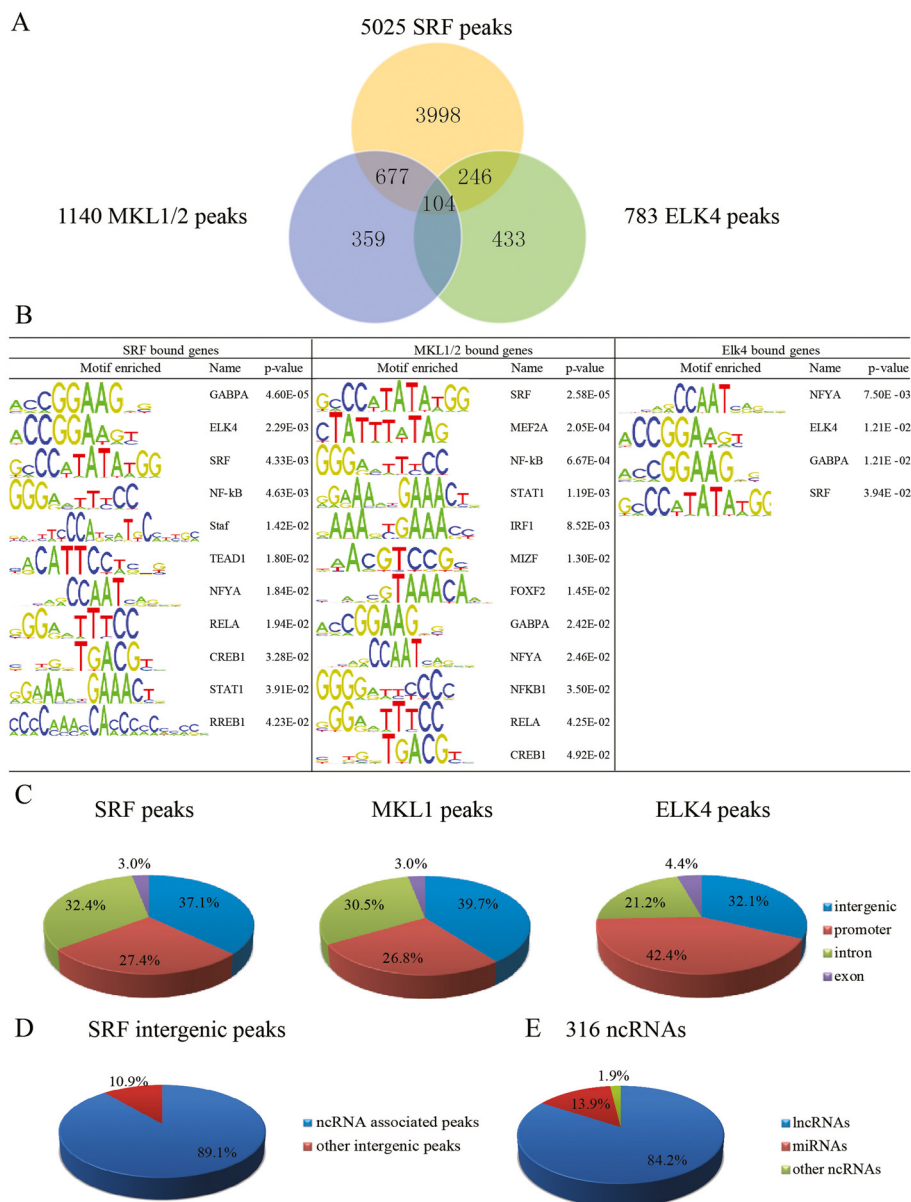 A
5025 SRF peaks
3998
677
246
104
1140 MKL1/2 peaks
783 ELK4 peaks
359
433
B
SRF bound genes
MKL1/2 bound genes
Elk4 bound genes
Motif enriched Name p-value
Motif enriched Name p-value
Motif enriched Name p-value
GABPA 4.60E-05
SRF 2.58E-05
NFYA 7.50E -03
ELK4 2.29E-03
MEF2A 2.05E-04
ELK4 1.21E -02
SRF 4.33E-03
NF-kB 6.67E-04
GABPA 1.21E -02
NF-kB 4.63E-03
STAT1 1.19E-03
SRF 3.94E -02
Staf 1.42E-02
IRF1 8.52E-03
TEAD1 1.80E-02
MIZF 1.30E-02
NFYA 1.84E-02
FOXF2 1.45E-02
RELA 1.94E-02
GABPA 2.42E-02
CREB1 3.28E-02
NFYA 2.46E-02
STAT1 3.91E-02
NFKB1 3.50E-02
RREB1 4.23E-02
RELA 4.25E-02
CREB1 4.92E-02
C
SRF peaks
MKL1 peaks
ELK4 peaks
3.0%
32.4%
37.1%
27.4%
3.0%
30.5%
39.7%
26.8%
4.4%
21.2%
32.1%
42.4%
intergenic
promoter
intron
exon
D
SRF intergenic peaks
10.9%
89.1%
ncRNA associated peaks
other intergenic peaks
E
316 ncRNAs
1.9%
13.9%
84.2%
lncRNAs
miRNAs
other ncRNAs